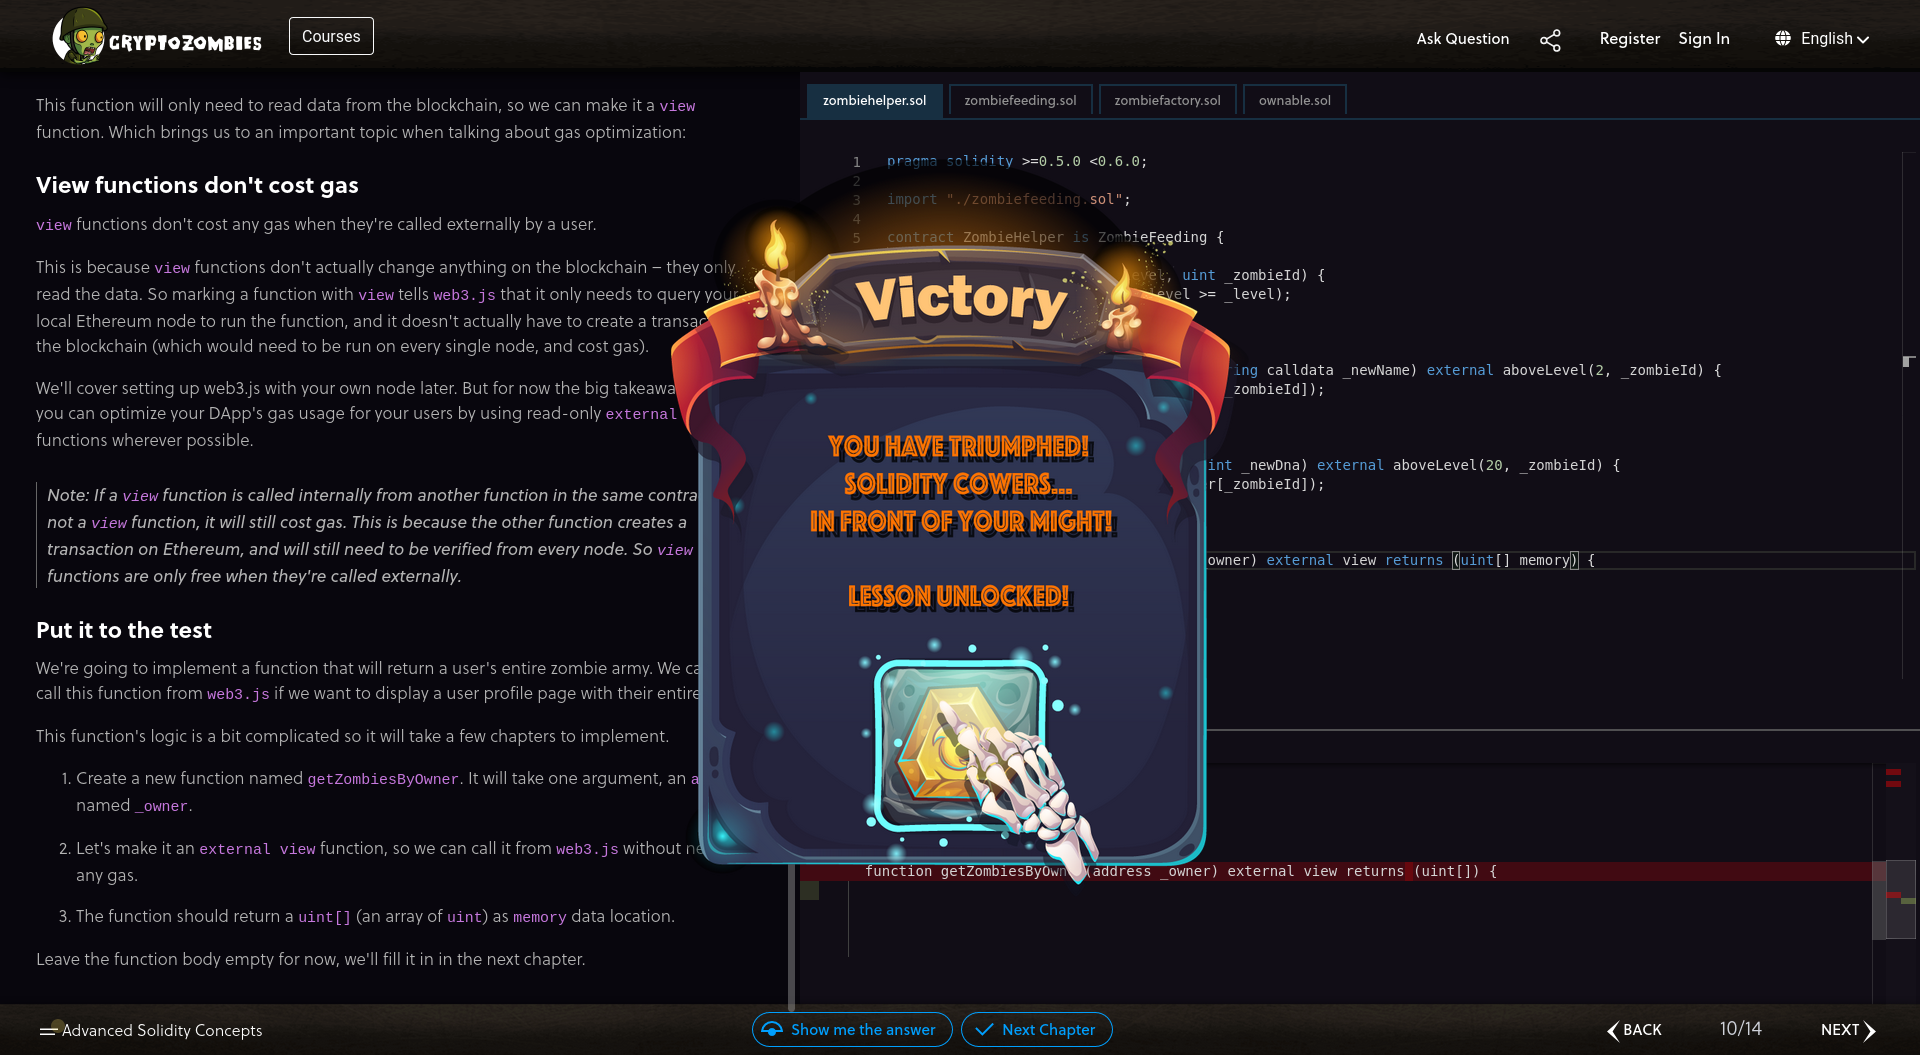 CRYPTOZOMBIES
Courses
Ask Question
Register
Sign In
English
This function will only need to read data from the blockchain, so we can make it a view
function. Which brings us to an important topic when talking about gas optimization:
View functions don't cost gas
view functions don't cost any gas when they're called externally by a user.
This is because view functions don't actually change anything on the blockchain – they only
read the data. So marking a function with view tells web3.js that it only needs to query your
local Ethereum node to run the function, and it doesn't actually have to create a
the blockchain (which would need to be run on every single node, and cost gas).
We'll cover setting up web3.js with your own node later. But for now the big
you can optimize your DApp's gas usage for your users by using read-only external
functions wherever possible.
Note: If a view function is called internally from another function in the same
not a view function, it will still cost gas. This is because the other function creates a
transaction on Ethereum, and will still need to be verified from every node. So view
functions are only free when they're called externally.
Put it to the test
We're going to implement a function that will return a user's entire zombie army. We
call this function from web3.js if we want to display a user profile page with their entire
This function's logic is a bit complicated so it will take a few chapters to implement.
1. Create a new function named getZombiesByOwner. It will take one argument, an
named _owner.
2. Let's make it an external view function, so we can call it from web3.js without
any gas.
3. The function should return a uint[] (an array of uint) as memory data location.
Leave the function body empty for now, we'll fill it in in the next chapter.
zombiehelper.sol
zombiefeeding.sol
zombiefactory.sol
ownable.sol
1 pragma solidity >=0.5.0 <0.6.0;
2
3 import "./zombiefeeding.sol";
4
5 contract ZombieHelper is ZombieFeeding {
uint _zombieId) {
>= _level);
calldata _newName) external aboveLevel(2, _zombieId) {
_zombieId]);
_newDna) external aboveLevel(20, _zombieId) {
[_zombieId]);
owner) external view returns (uint[] memory) {
Victory
YOU HAVE TRIUMPHED!
SOLIDITY COWERS...
IN FRONT OF YOUR MIGHT!
LESSON UNLOCKED!
function (address _owner) external view returns (uint[]) {
Advanced Solidity Concepts
Show me the answer
Next Chapter
BACK
10/14
NEXT